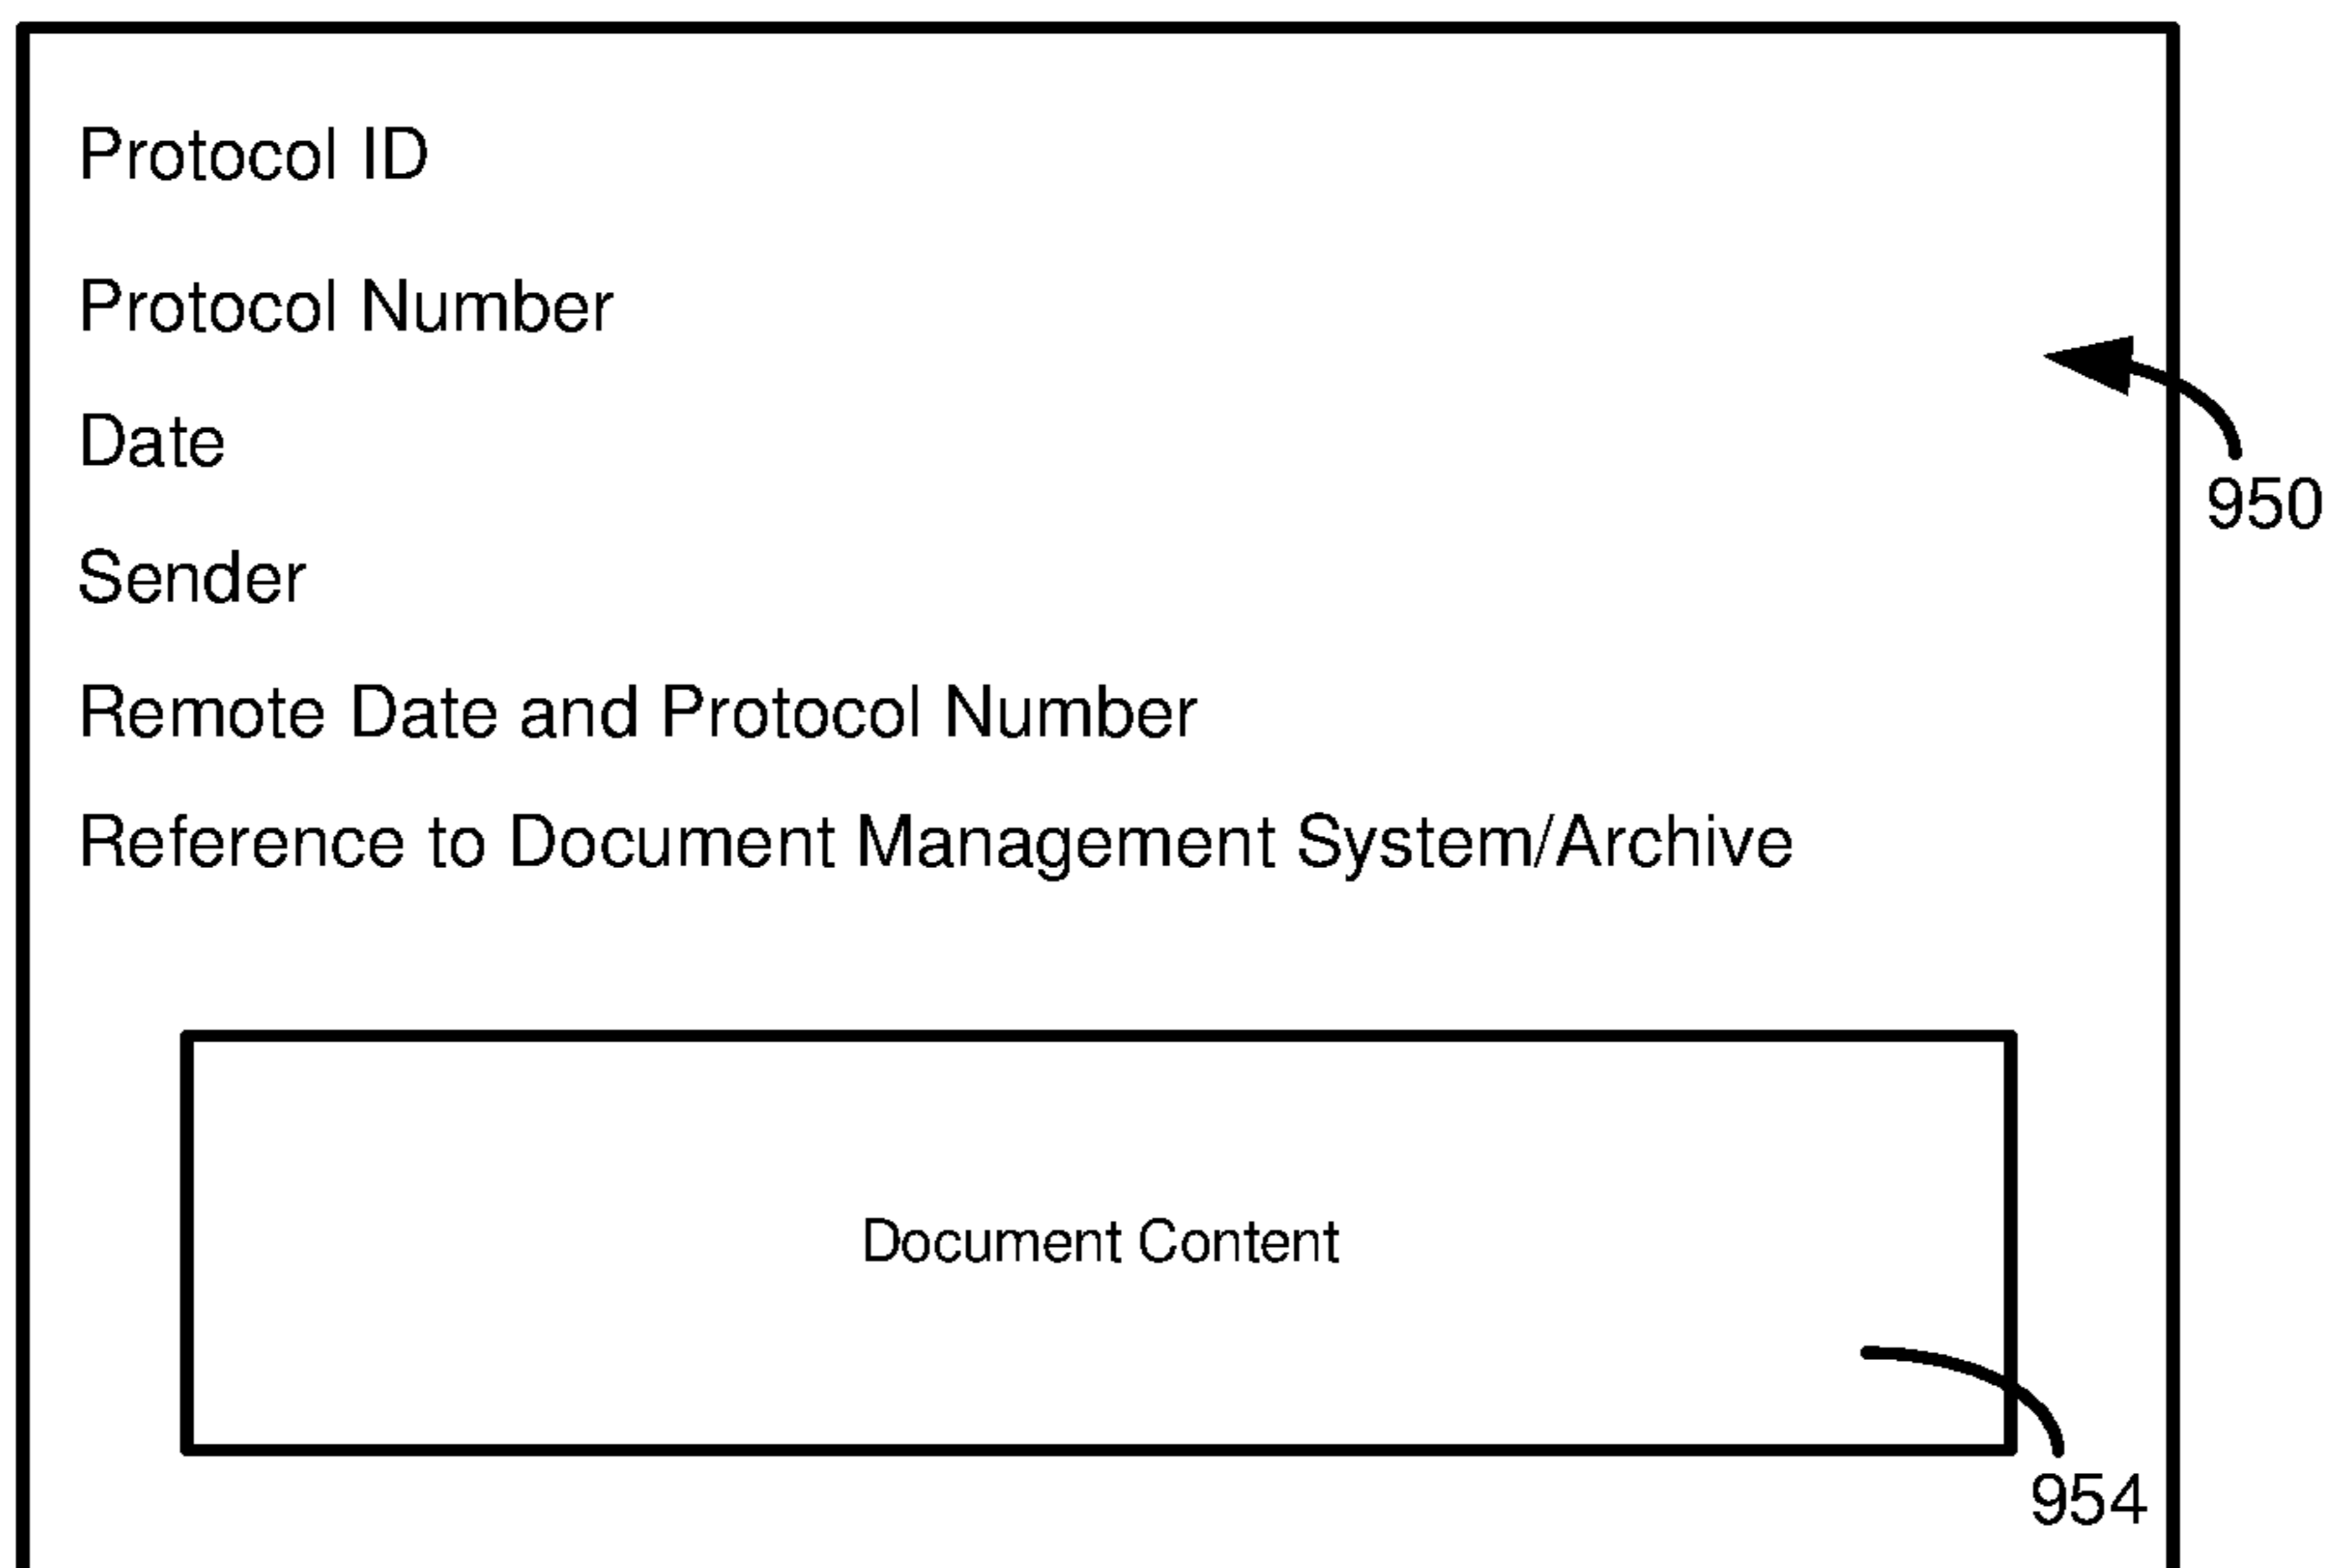 Protocol ID
Protocol Number
Date
950
Sender
Remote Date and Protocol Number
Reference to Document Management System/Archive
Document Content
954